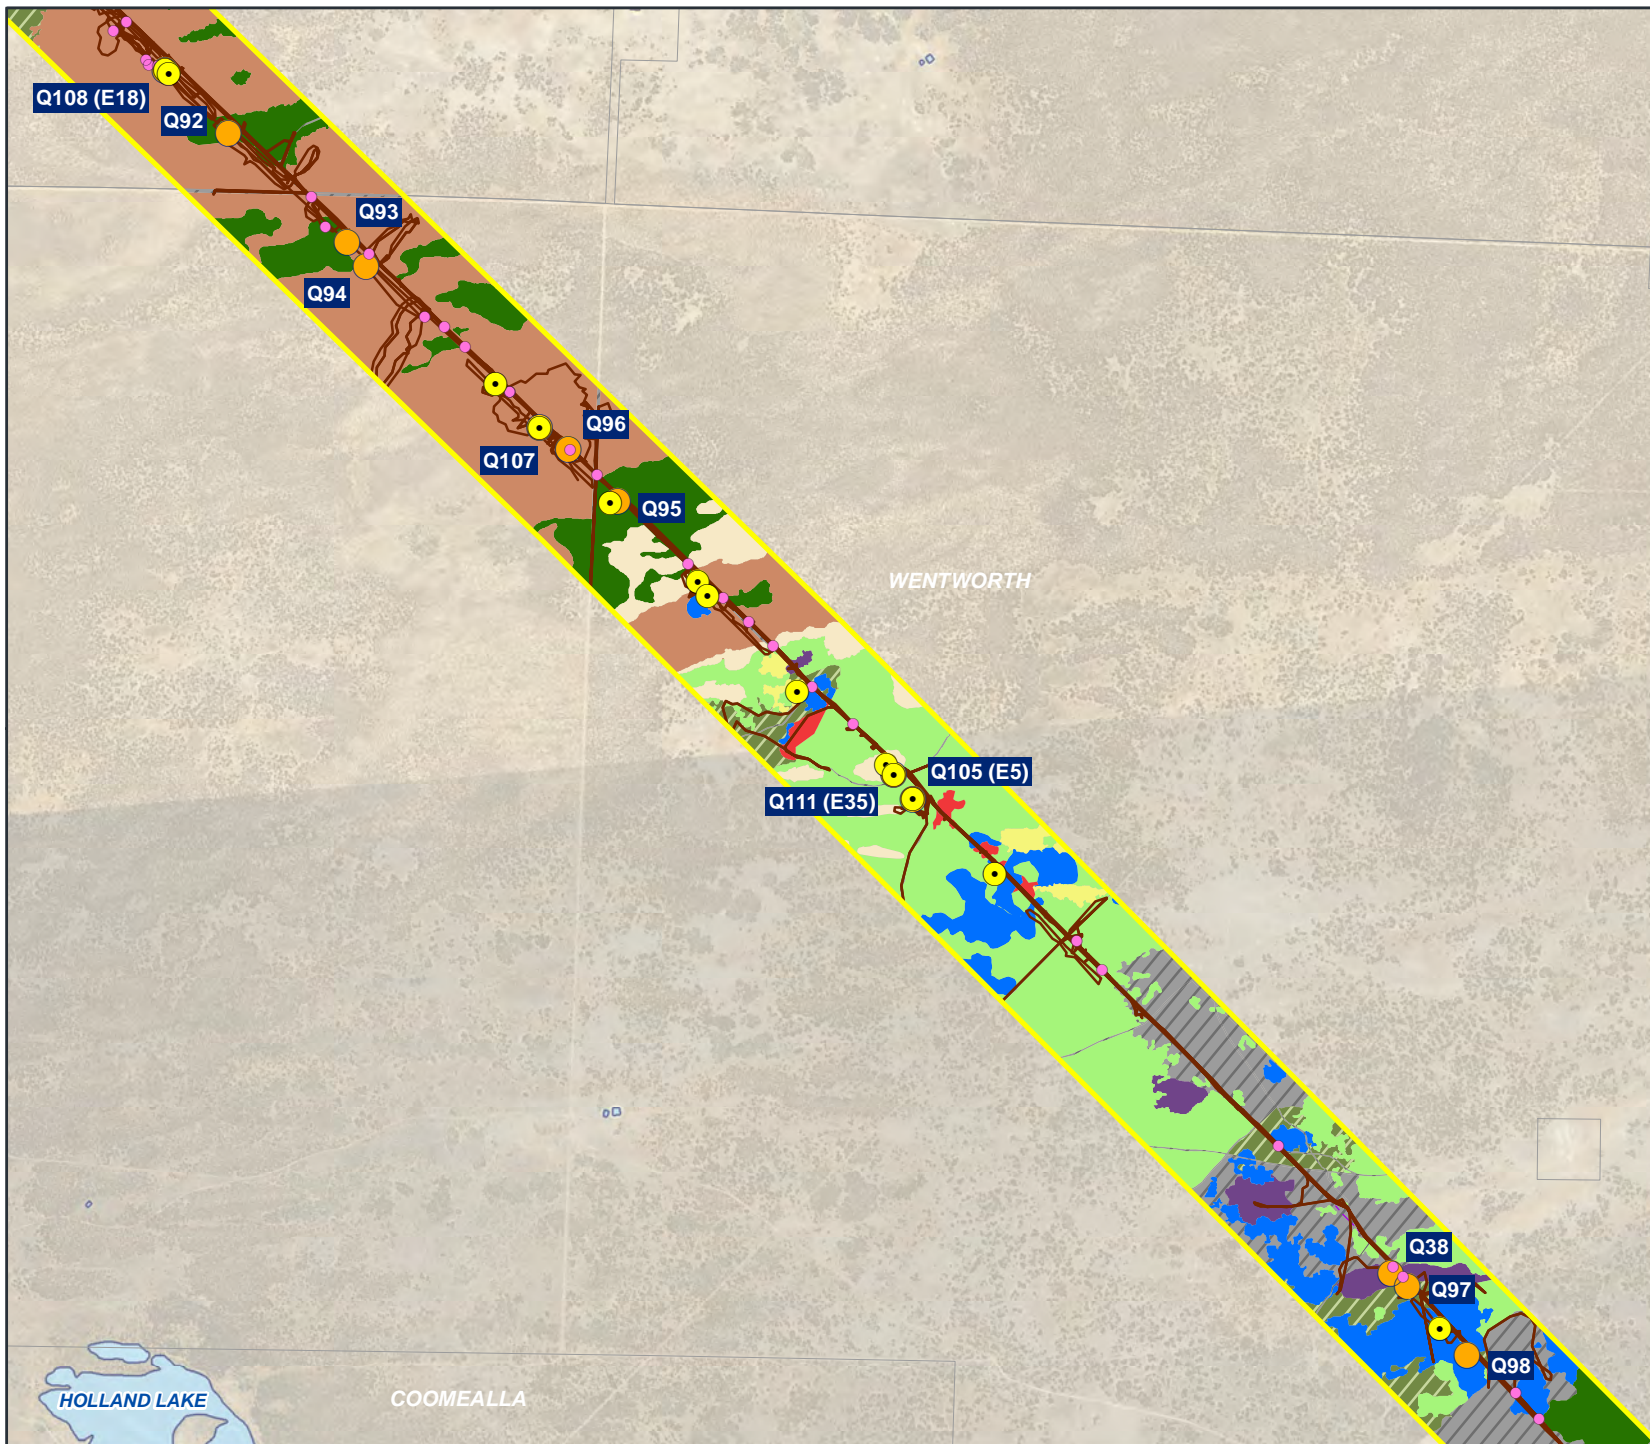 Q108 (E18)
Q92
Q93
Q94
Q96
Q107
Q95
WENTWORTH
Q105 (E5)
Q111 (E35)
Q38
Q97
Q98
HOLLAND LAKE
COOMEALLA